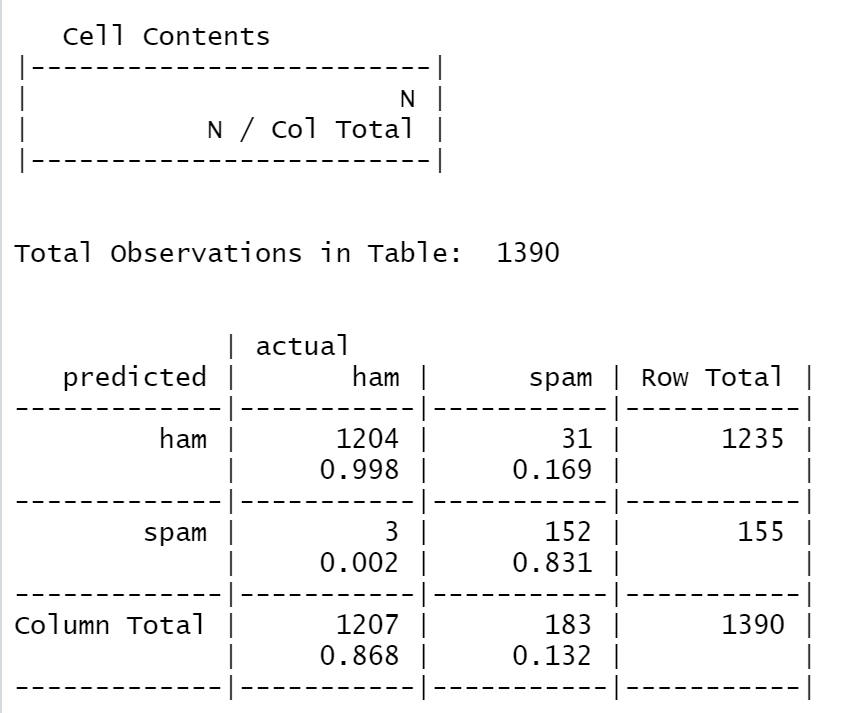 Cell Contents
|-------------------------|
|                       N |
|           N / Col Total |
|-------------------------|
Total Observations in Table:  1390
             | actual
   predicted |       ham |      spam | Row Total |
-------------|-----------|-----------|-----------|
         ham |      1204 |        31 |      1235 |
             |     0.998 |     0.169 |           |
-------------|-----------|-----------|-----------|
        spam |         3 |       152 |       155 |
             |     0.002 |     0.831 |           |
-------------|-----------|-----------|-----------|
Column Total |      1207 |       183 |      1390 |
             |     0.868 |     0.132 |           |
-------------|-----------|-----------|-----------|